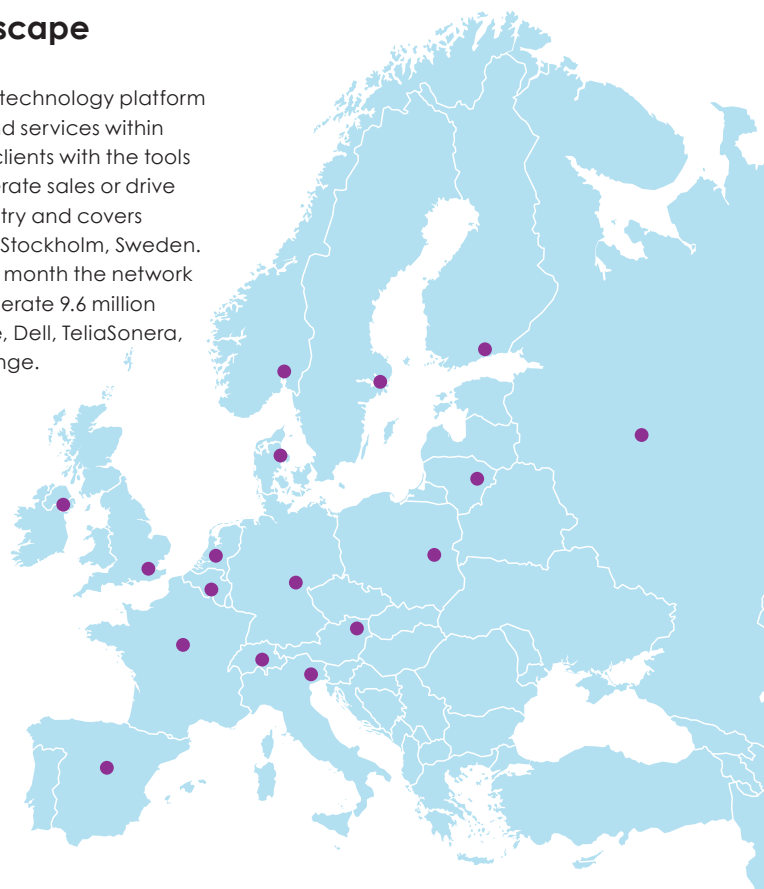 scape
technology platform
d services within
clients with the tools
erate sales or drive
try and covers
Stockholm, Sweden.
month the network
erate 9.6 million
, Dell, TeliaSonera,
nge.